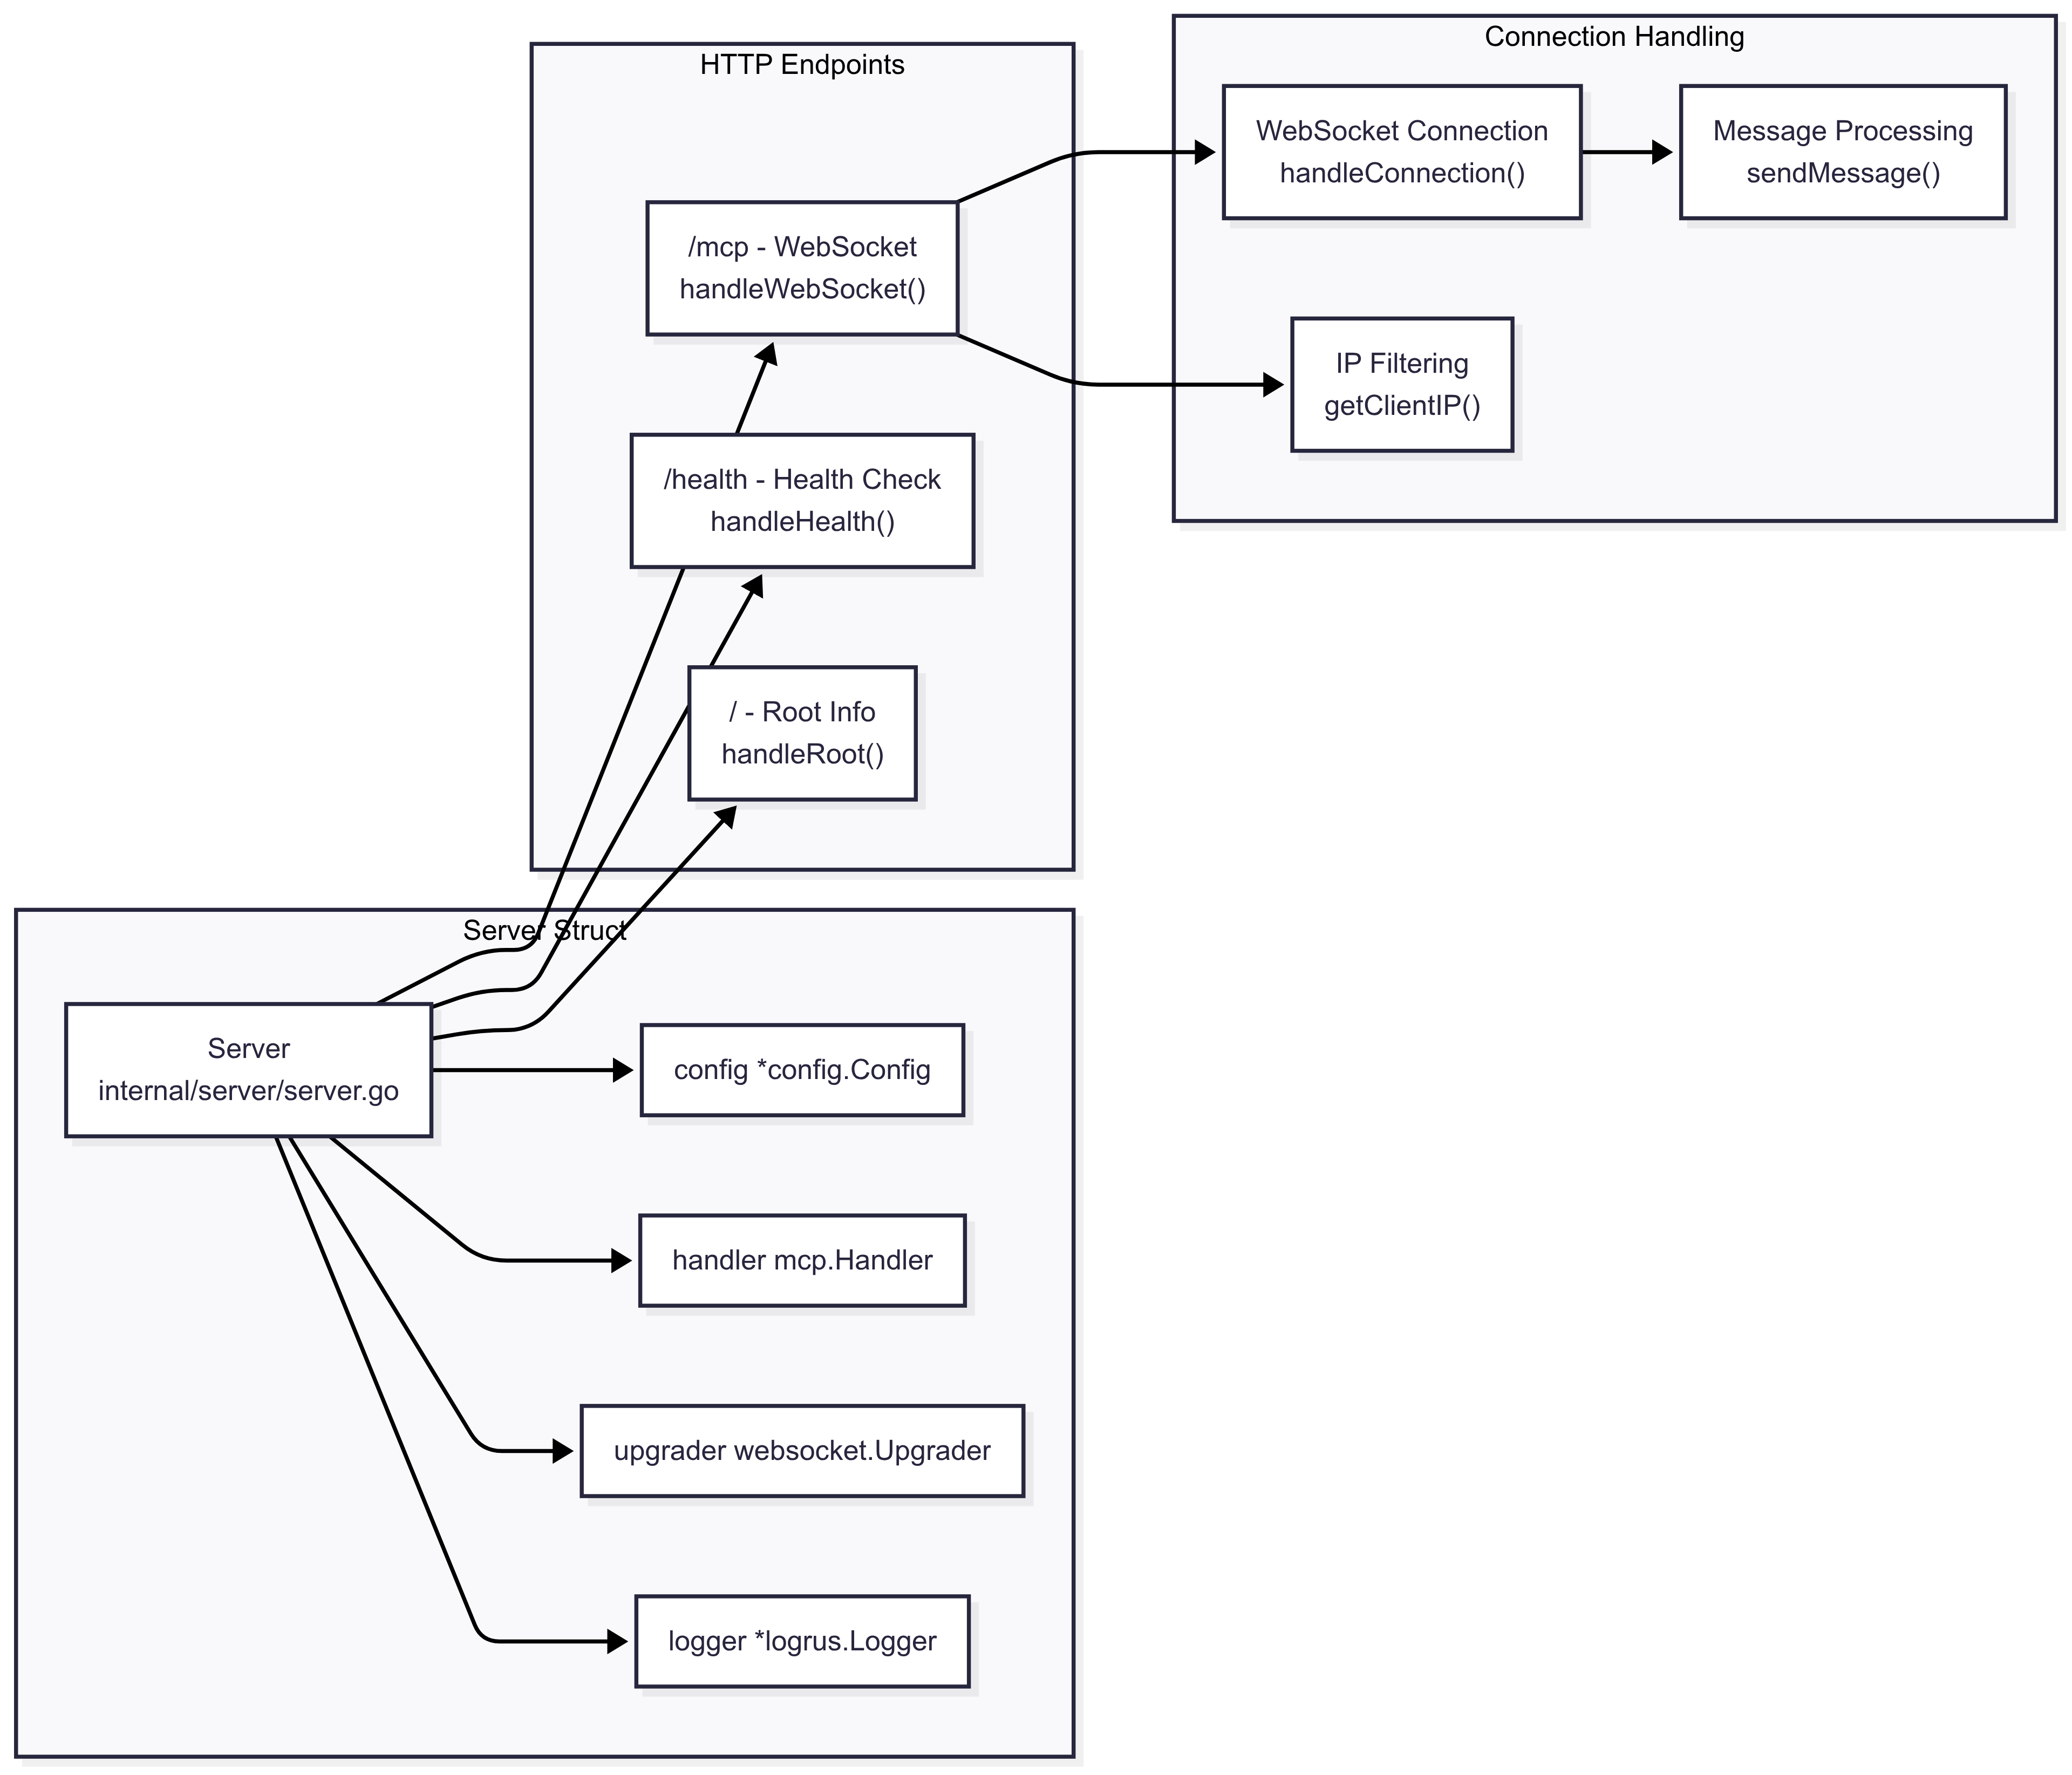 HTTP Endpoints
/mcp - WebSocket
handleWebSocket()
/health - Health Check
handleHealth()
/ - Root Info
handleRoot()
Connection Handling
WebSocket Connection
handleConnection()
Message Processing
sendMessage()
IP Filtering
getClientIP()
Server Struct
Server
internal/server/server.go
config *config.Config
handler mcp.Handler
upgrader websocket.Upgrader
logger *logrus.Logger